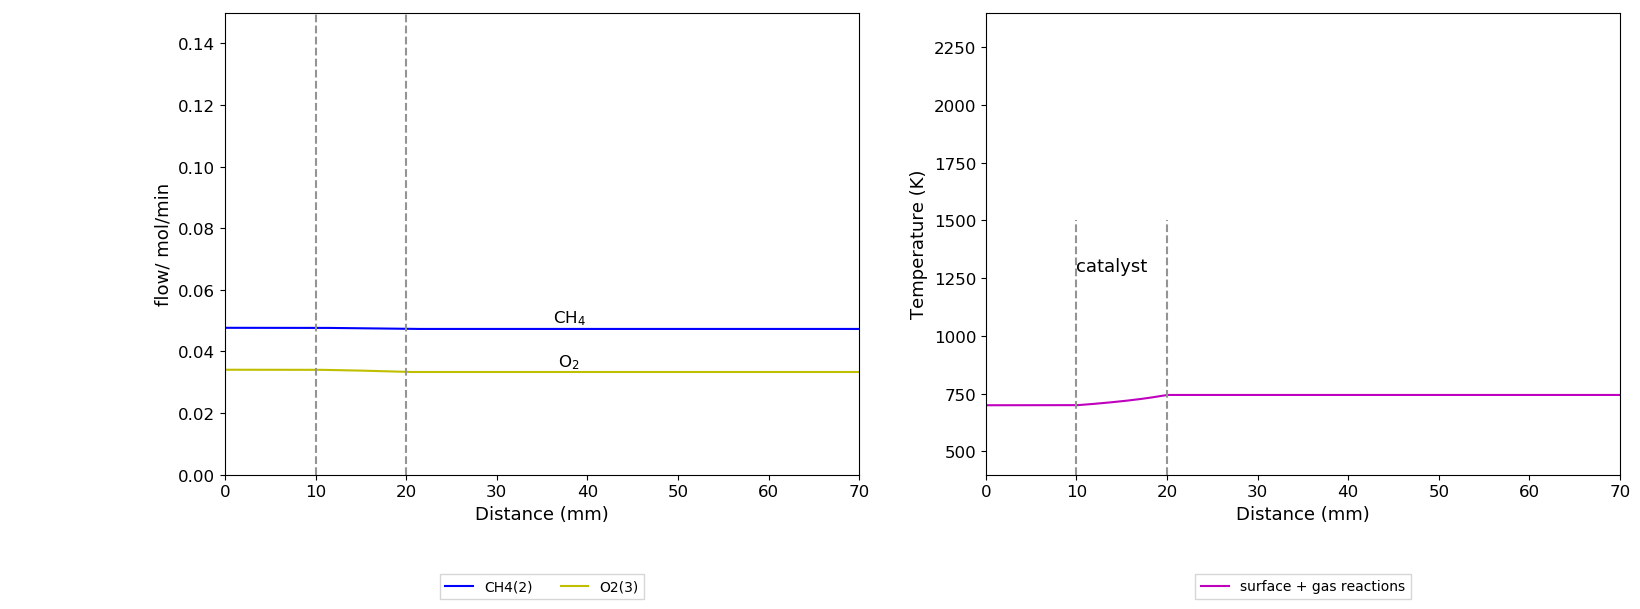 0.14
0.12
0.10
0.08
0.06
0.04
0.02
0.00
flow/ mol/min
CH₄
O₂
0 10 20 30 40 50 60 70
Distance (mm)
CH4(2) O2(3)
2250
2000
1750
1500
1250
1000
750
500
Temperature (K)
catalyst
0 10 20 30 40 50 60 70
Distance (mm)
surface + gas reactions